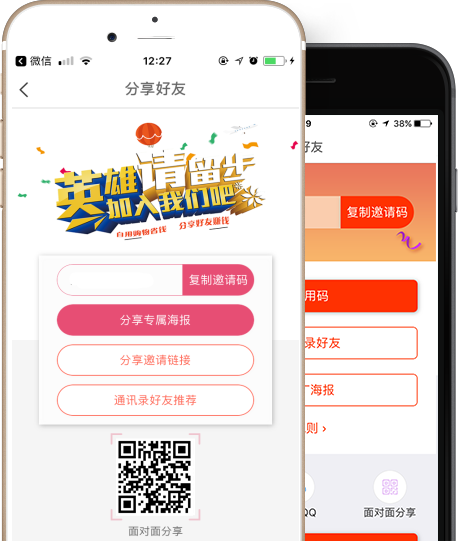 微信
12:27
分享好友
英雄请留步
加入我们吧
自用购物省钱 分享好友赚钱
复制邀请码
分享专属海报
分享邀请链接
通讯录好友推荐
面对面分享
9
38%
好友
复制邀请码
用码
录好友
海报
则 ›
QQ
面对面分享